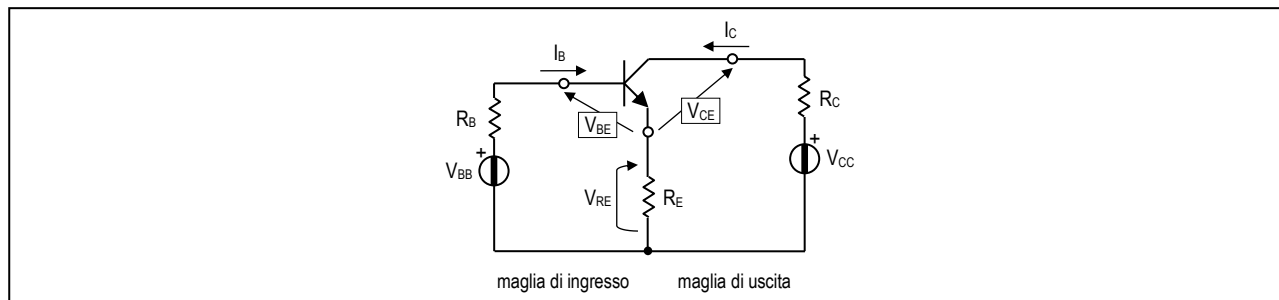 IB
IC
RB
VBE
VCE
RC
+
+
VBB
VCC
VRE
RE
maglia di ingresso
maglia di uscita